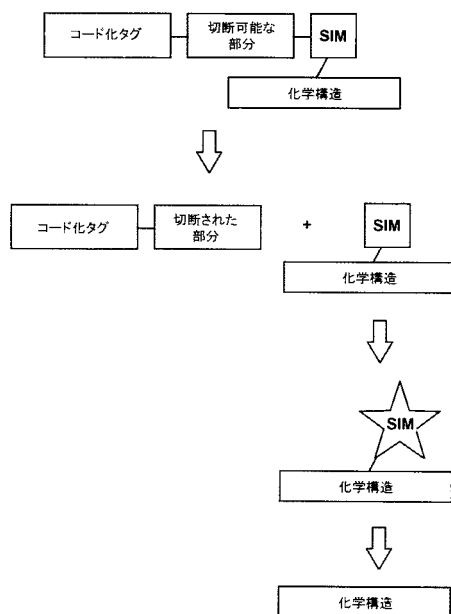 コード化タグ
切断可能な
部分
SIM
化学構造
コード化タグ
切断された
部分
+
SIM
化学構造
SIM
化学構造
化学構造